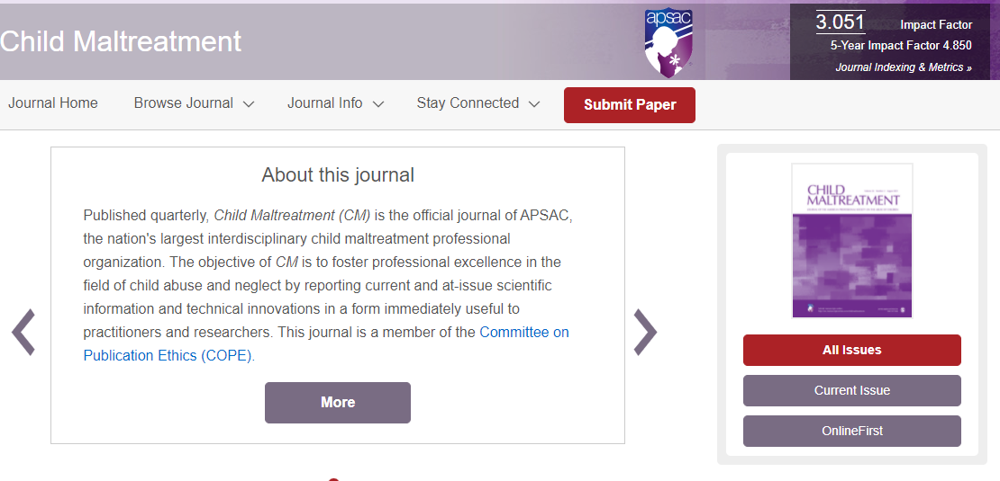 Child Maltreatment
apsac
3.051 Impact Factor
5-Year Impact Factor 4.850
Journal Indexing & Metrics »
Journal Home
Browse Journal
Journal Info
Stay Connected
Submit Paper
About this journal
Published quarterly, Child Maltreatment (CM) is the official journal of APSAC,
the nation's largest interdisciplinary child maltreatment professional
organization. The objective of CM is to foster professional excellence in the
field of child abuse and neglect by reporting current and at-issue scientific
information and technical innovations in a form immediately useful to
practitioners and researchers. This journal is a member of the Committee on
Publication Ethics (COPE).
More
CHILD
MALTREATMENT
All Issues
Current Issue
OnlineFirst